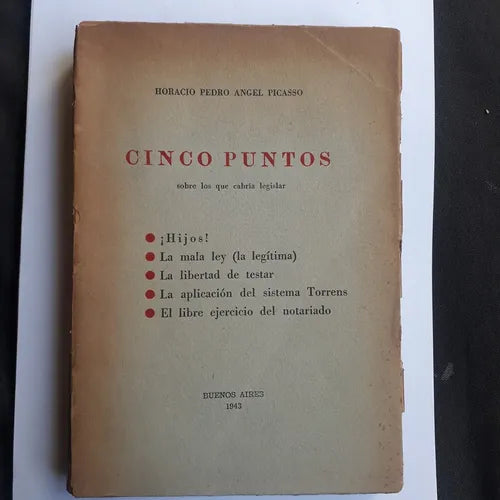 HORACIO PEDRO ANGEL PICASSO
CINCO PUNTOS
sobre los que cabría legislar
● ¡Hijos!
● La mala ley (la legítima)
● La libertad de testar
● La aplicación del sistema Torrens
● El libre ejercicio del notariado
BUENOS AIRES
1943